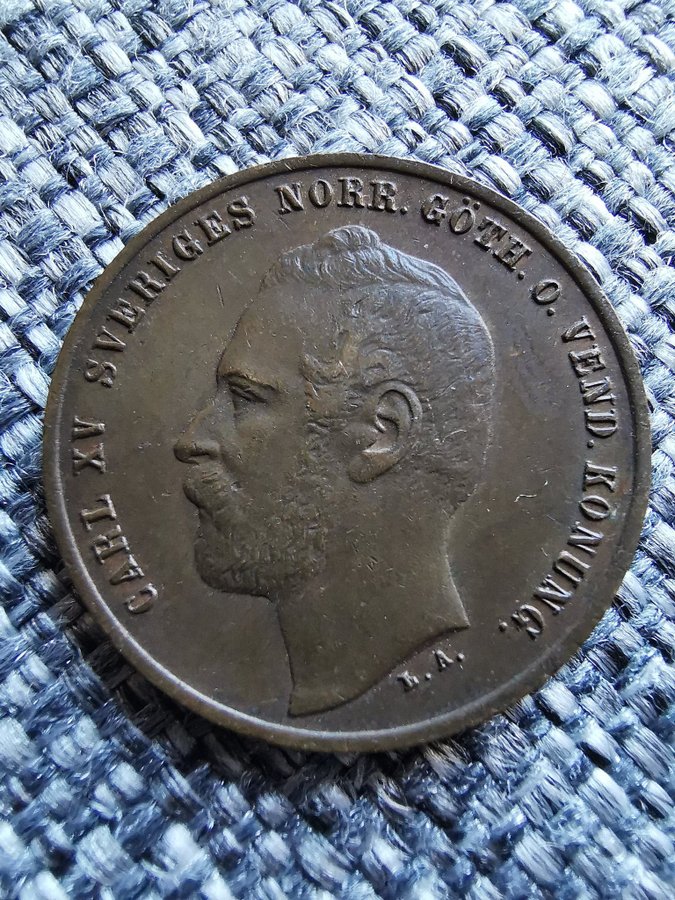 CARL XV SVERIGES NORR. GÖTH. O. VEND. KONUNG.
L. A.